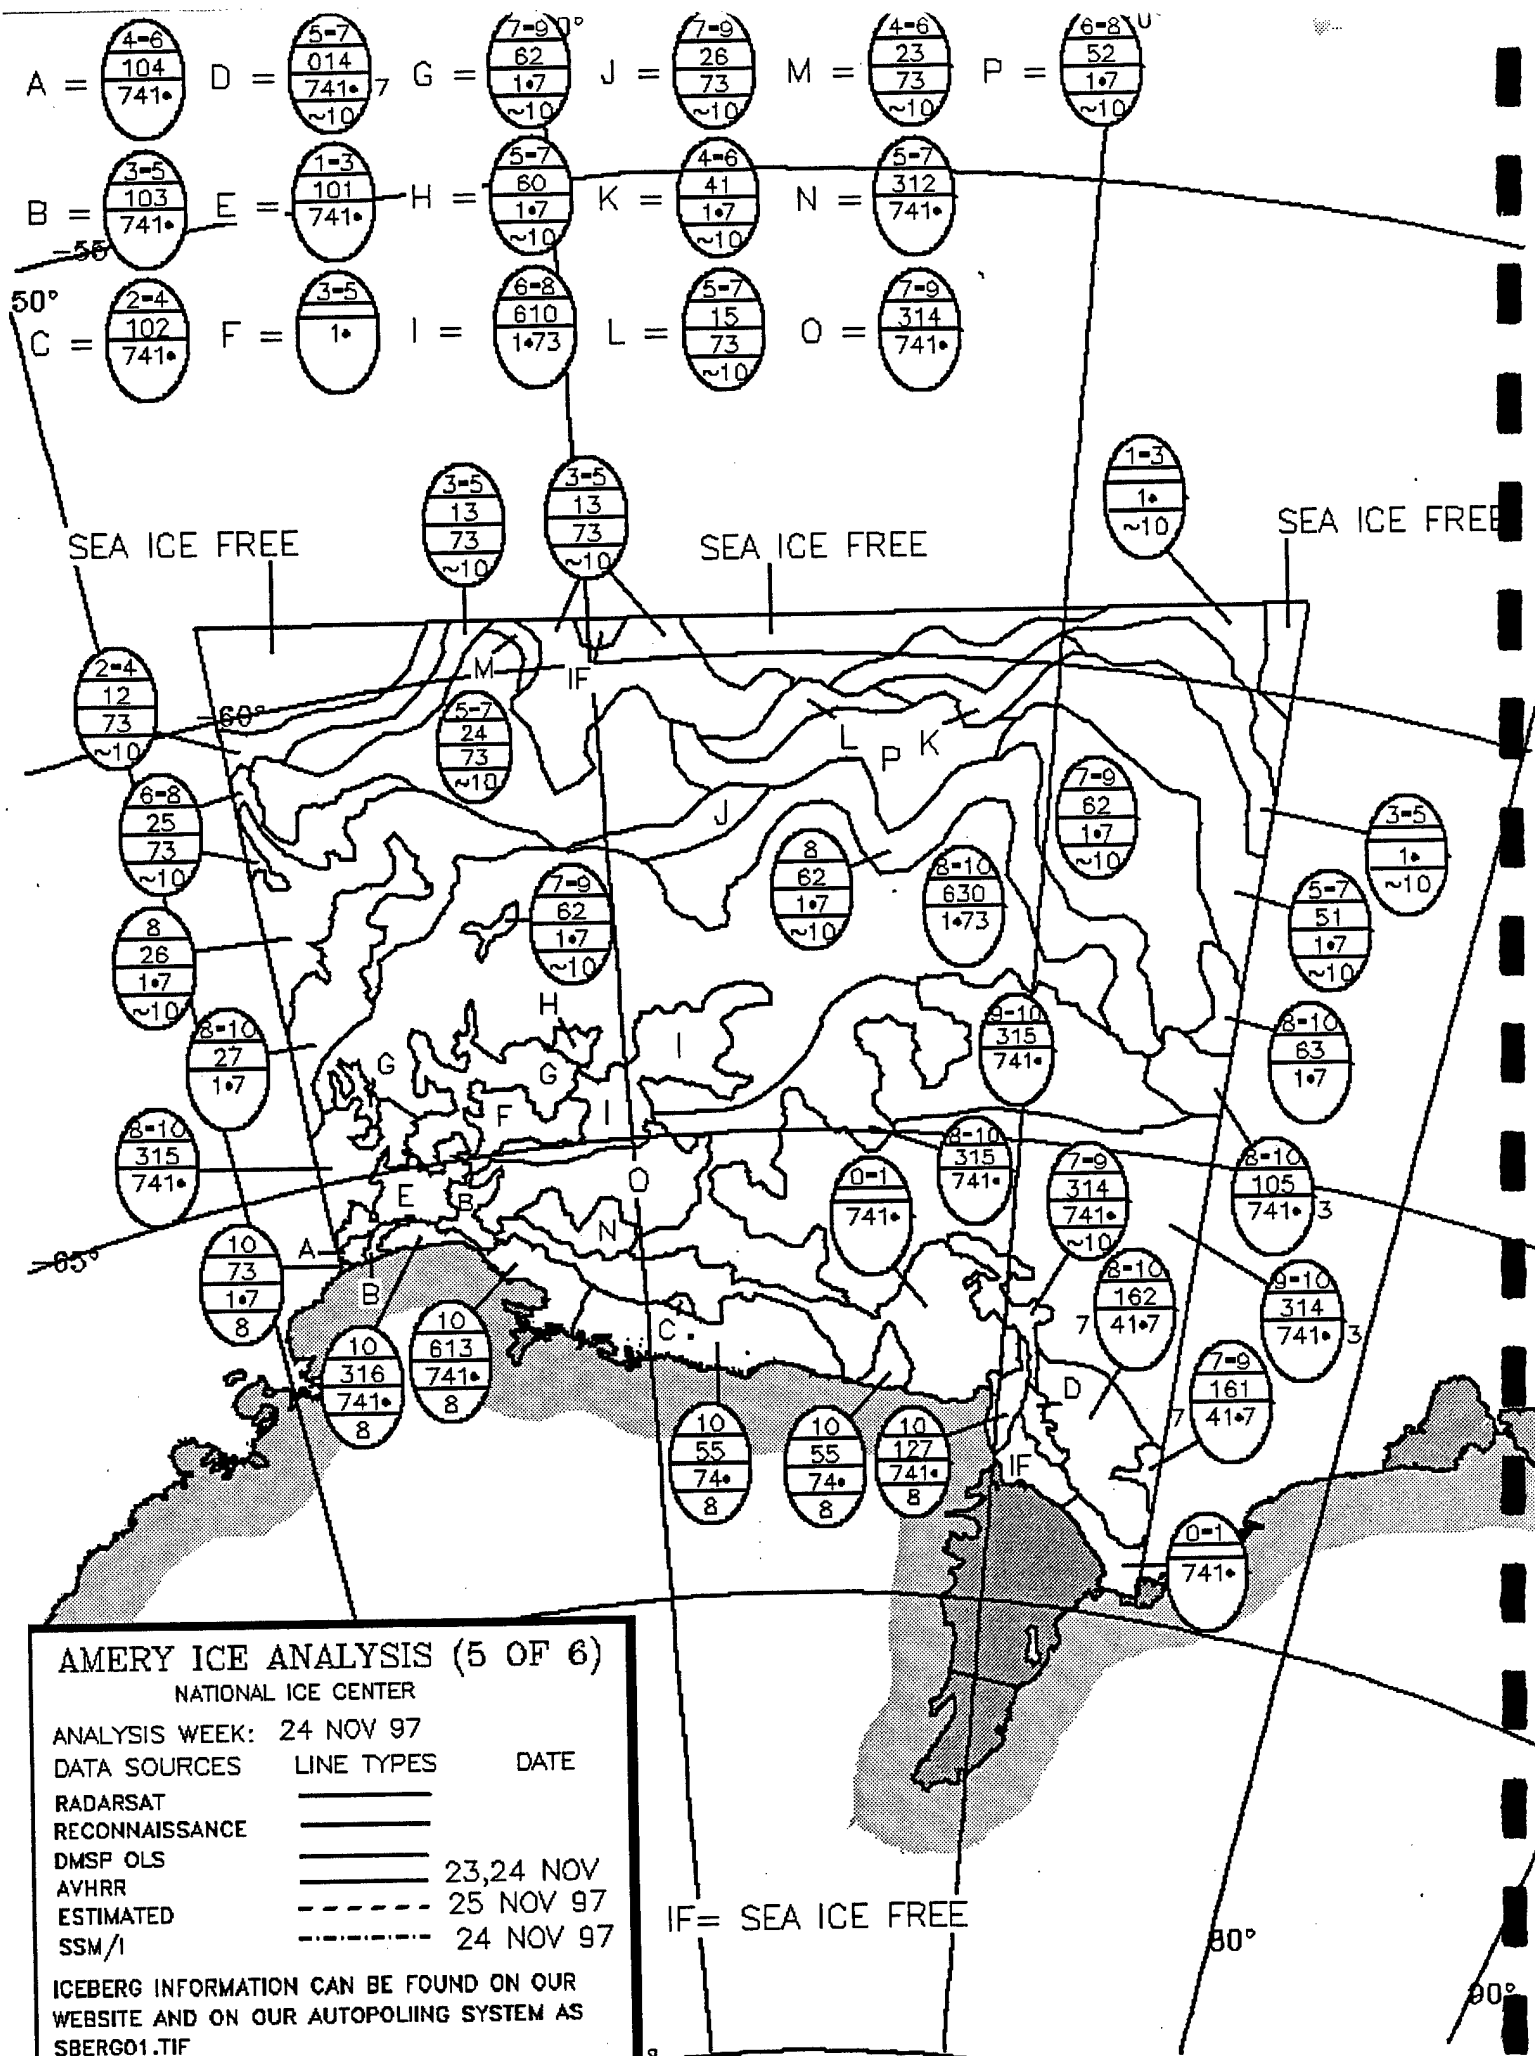 A = 4-6 104 741•
D = 5-7 014 741• 7 ~10
G = 7-9 62 1•7 ~10
J = 7-9 26 73 ~10
M = 4-6 23 73 ~10
P = 6-8 52 1•7 ~10
B = 3-5 103 741•
E = 1-3 101 741•
H = 5-7 60 1•7 ~10
K = 4-6 41 1•7 ~10
N = 5-7 312 741•
-55
50°
C = 2-4 102 741•
F = 3-5 1•
I = 6-8 610 1•73
L = 5-7 15 73 ~10
O = 7-9 314 741•
1-3 1• ~10
3-5 13 73 ~10
3-5 13 73 ~10
SEA ICE FREE
SEA ICE FREE
SEA ICE FREE
M
IF
2-4 12 73 ~10
-60°
5-7 24 73 ~10
L
P
K
6-8 25 73 ~10
J
7-9 62 1•7 ~10
3-5 1• ~10
8 62 1•7 ~10
8-10 630 1•73
7-9 62 1•7 ~10
5-7 51 1•7 ~10
8 26 1•7 ~10
H
8-10 27 1•7
G
G
I
9-10 315 741•
8-10 63 1•7
F
I
8-10 315 741•
8-10 315 741•
E
B
O
0-1 741•
7-9 314 741• ~10
8-10 105 741• 3
N
A
-65°
10 73 1•7 8
B
8-10 162 41•7 7
9-10 314 741• 3
C
10 316 741• 8
10 613 741• 8
7-9 161 41•7 7
D
10 55 74• 8
10 55 74• 8
10 127 741• 8
IF
0-1 741•
AMERY ICE ANALYSIS (5 OF 6)
NATIONAL ICE CENTER
ANALYSIS WEEK: 24 NOV 97
DATA SOURCES LINE TYPES DATE
RADARSAT
RECONNAISSANCE
DMSP OLS
AVHRR 23,24 NOV
ESTIMATED 25 NOV 97
SSM/I 24 NOV 97
ICEBERG INFORMATION CAN BE FOUND ON OUR
WEBSITE AND ON OUR AUTOPOLIING SYSTEM AS
SBERG01.TIF
IF= SEA ICE FREE
80°
90°